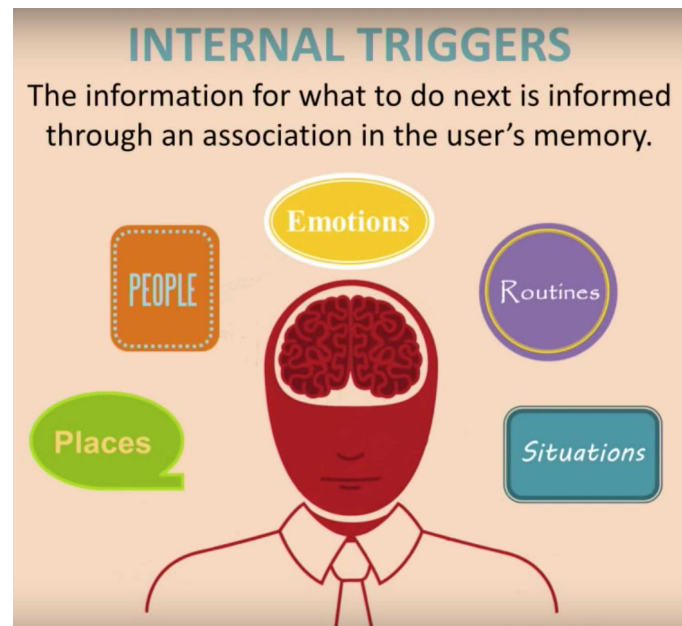 INTERNAL TRIGGERS
The information for what to do next is informed
through an association in the user's memory.
Emotions
PEOPLE
Routines
Places
Situations